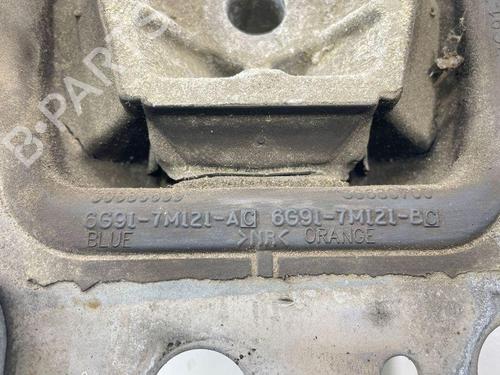 B-PARTS
6G91-7M121-AC 6G91-7M121-BC
BLUE >NR< ORANGE